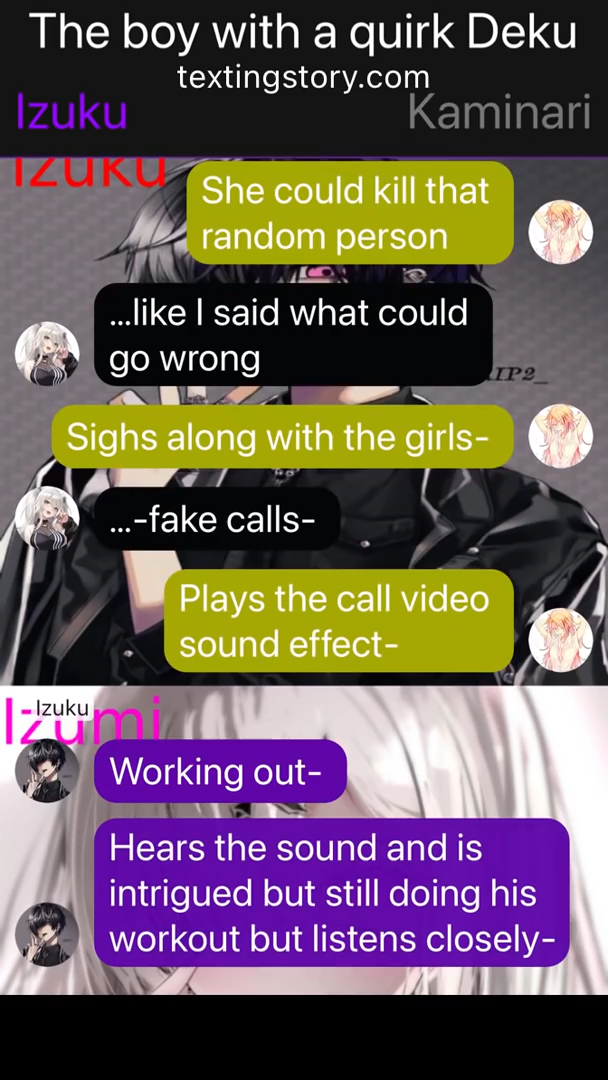 The boy with a quirk Deku
textingstory.com
Izuku
Kaminari
Izuku
She could kill that
random person
...like I said what could
go wrong
IP2_
Sighs along with the girls-
...-fake calls-
Plays the call video
sound effect-
Izumi
Izuku
Working out-
Hears the sound and is
intrigued but still doing his
workout but listens closely-